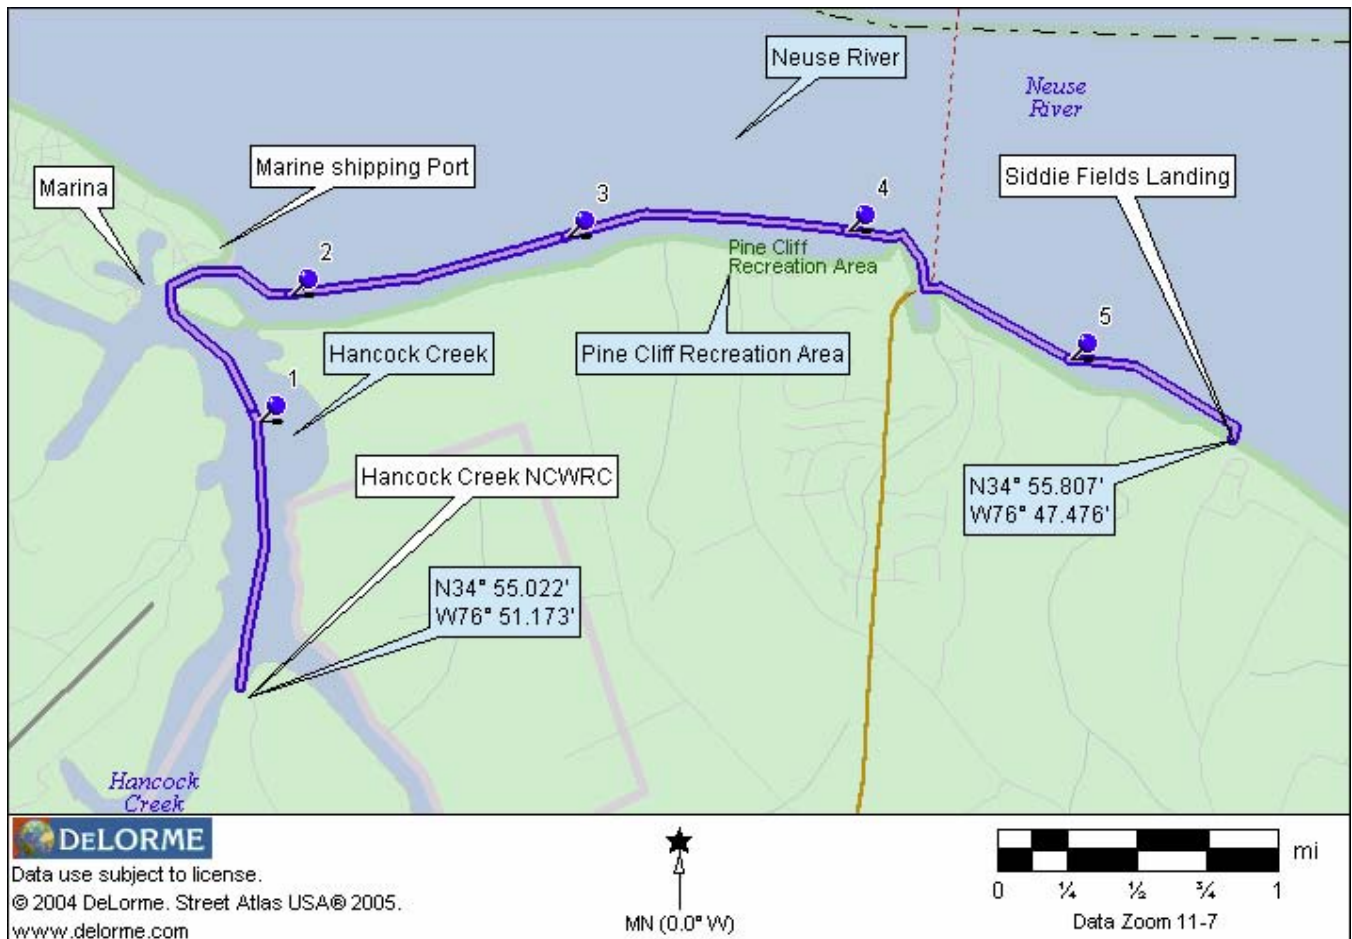 Neuse River
Neuse
River
Marine shipping Port
Marina
Siddie Fields Landing
3
4
2
Pine Cliff
Recreation Area
5
Hancock Creek
Pine Cliff Recreation Area
1
Hancock Creek NCWRC
N34° 55.807'
W76° 47.476'
N34° 55.022'
W76° 51.173'
Hancock
Creek
DELORME
Data use subject to license.
© 2004 DeLorme. Street Atlas USA® 2005.
www.delorme.com
MN (0.0° W)
mi
0 ¼ ½ ¾ 1
Data Zoom 11-7